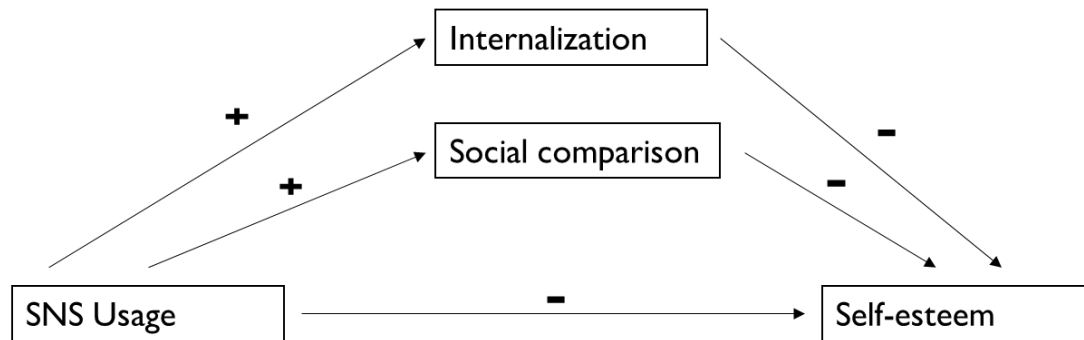 Internalization
+
-
Social comparison
+
-
SNS Usage
-
Self-esteem